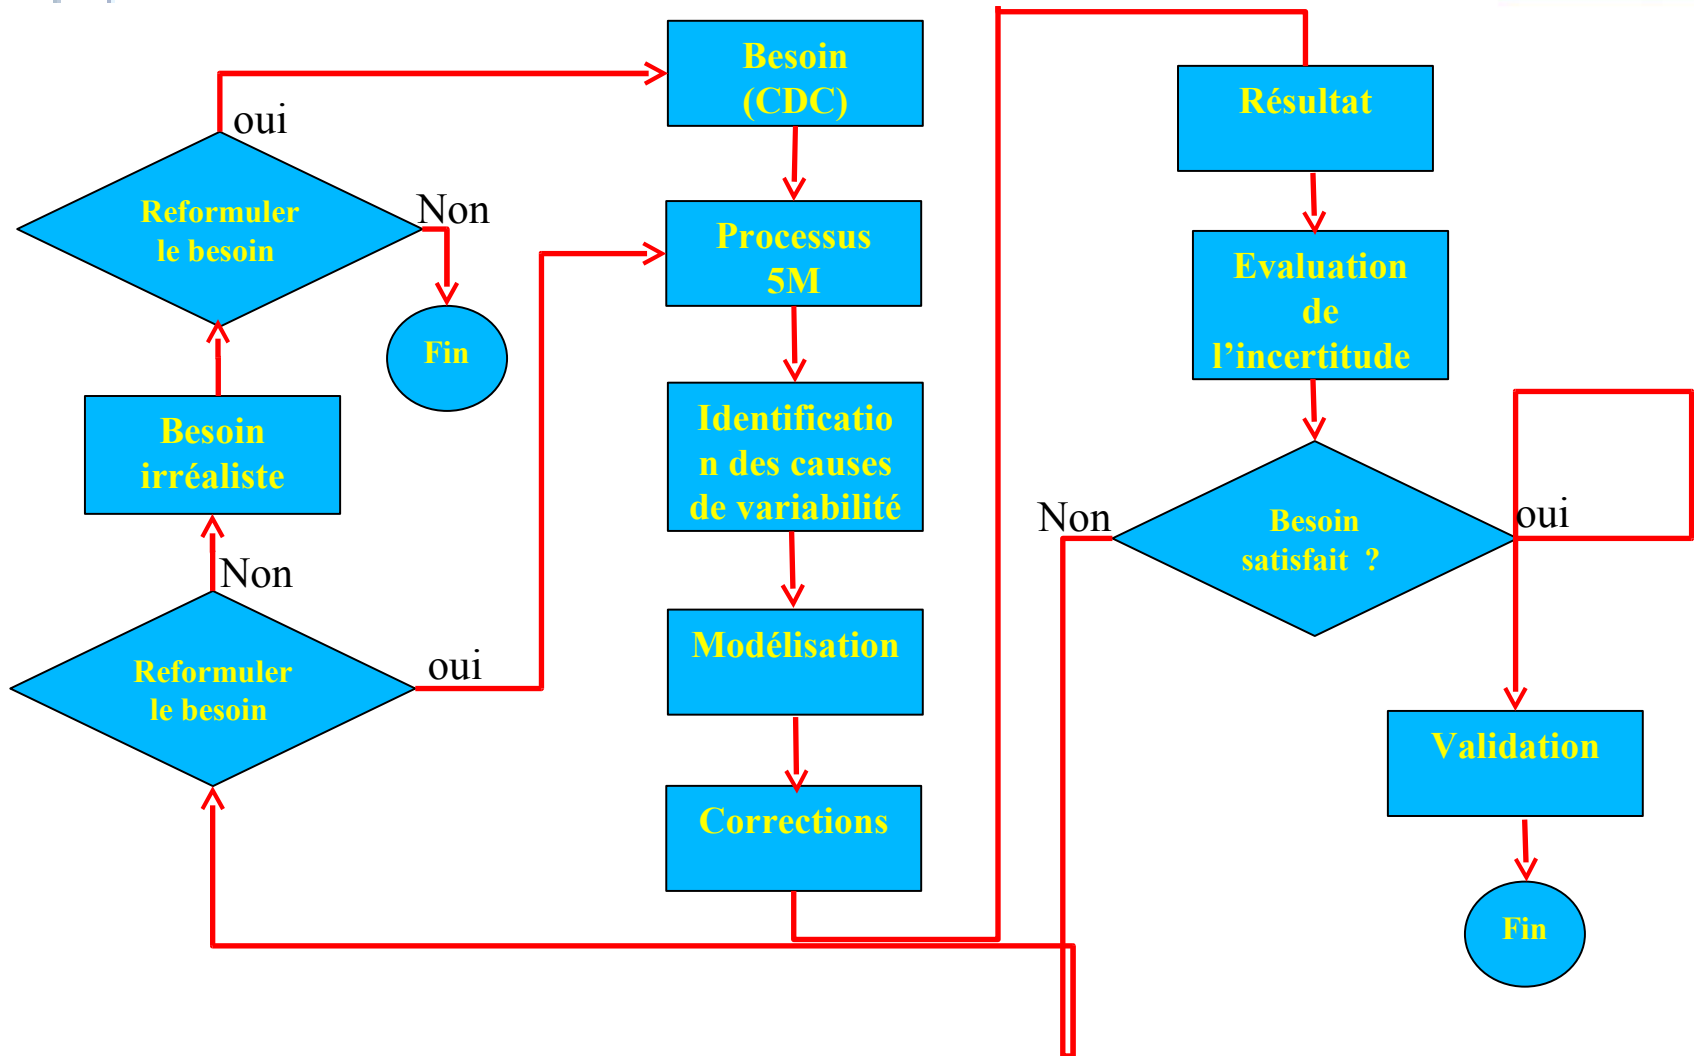 Besoin
(CDC)
oui
Reformuler
le besoin
Non
Processus
5M
Fin
Identificatio
n des causes
de variabilité
Besoin
irréaliste
Non
Modélisation
Reformuler
le besoin
oui
Corrections
Résultat
Evaluation
de
l’incertitude
Non
Besoin
satisfait ?
oui
Validation
Fin